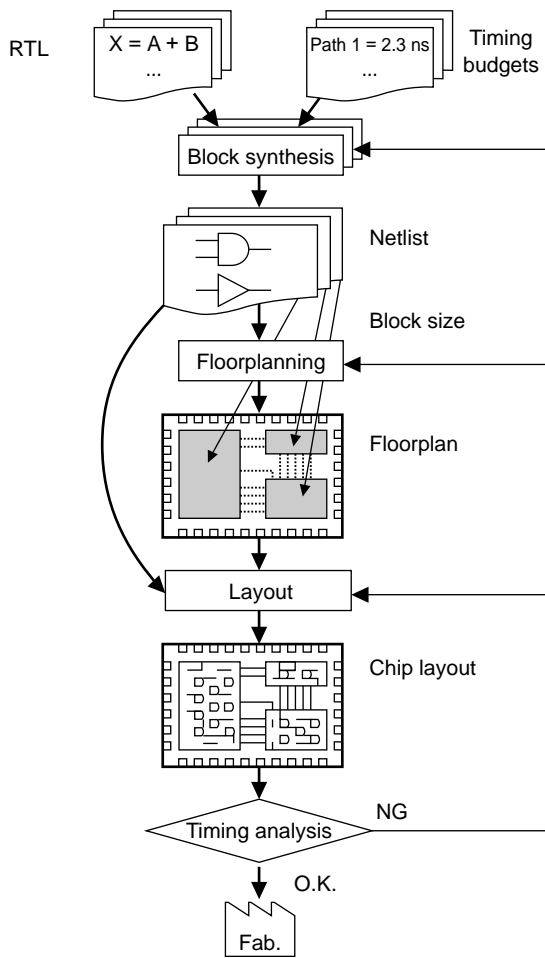 RTL
X = A + B
...
Path 1 = 2.3 ns
...
Timing
budgets
Block synthesis
Netlist
Block size
Floorplanning
Floorplan
Layout
Chip layout
Timing analysis
NG
O.K.
Fab.